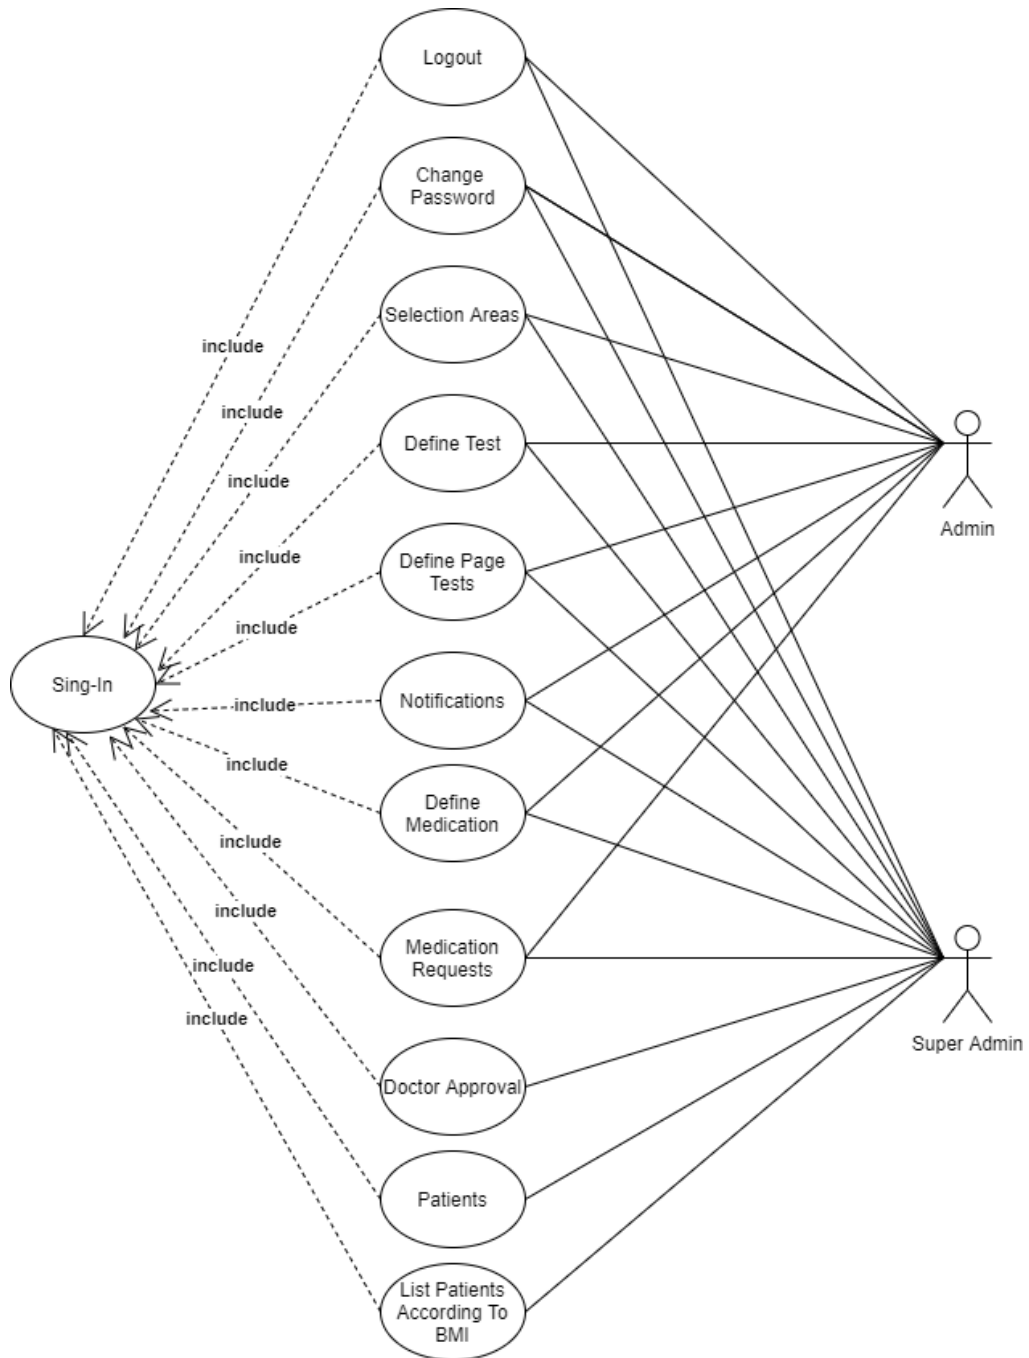 Logout
Change
Password
Selection Areas
include
include
Define Test
Admin
include
include
Define Page
Tests
include
Sing-In
Notifications
include
include
Define
Medication
include
include
Medication
Requests
include
include
Super Admin
Doctor Approval
Patients
List Patients
According To
BMI